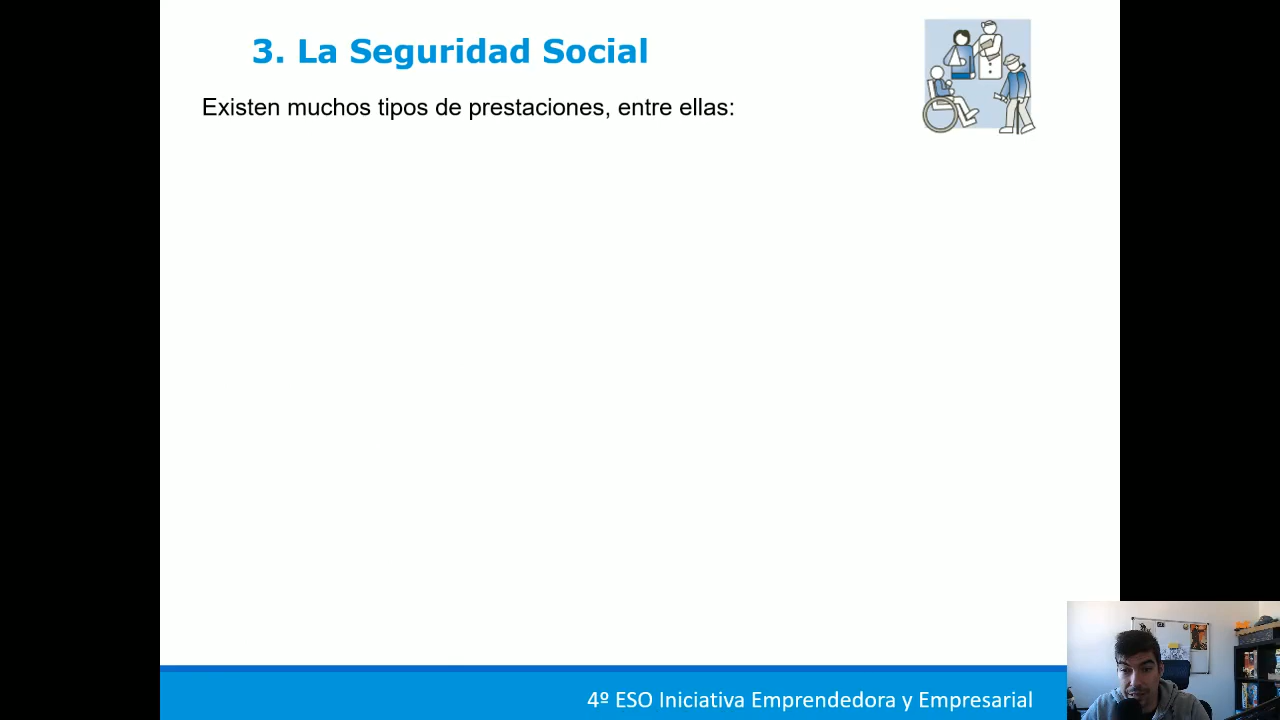 3. La Seguridad Social
Existen muchos tipos de prestaciones, entre ellas:
4º ESO Iniciativa Emprendedora y Empresarial